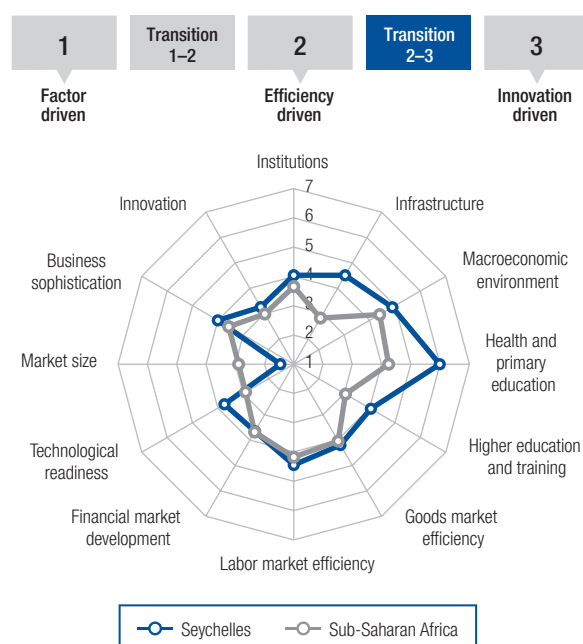 1
Transition
1–2
2
Transition
2–3
3
Factor
driven
Efficiency
driven
Innovation
driven
Institutions
7
6
5
4
3
2
1
Infrastructure
Macroeconomic
environment
Health and
primary
education
Higher education
and training
Goods market
efficiency
Labor market efficiency
Financial market
development
Technological
readiness
Market size
Business
sophistication
Innovation
Seychelles
Sub-Saharan Africa